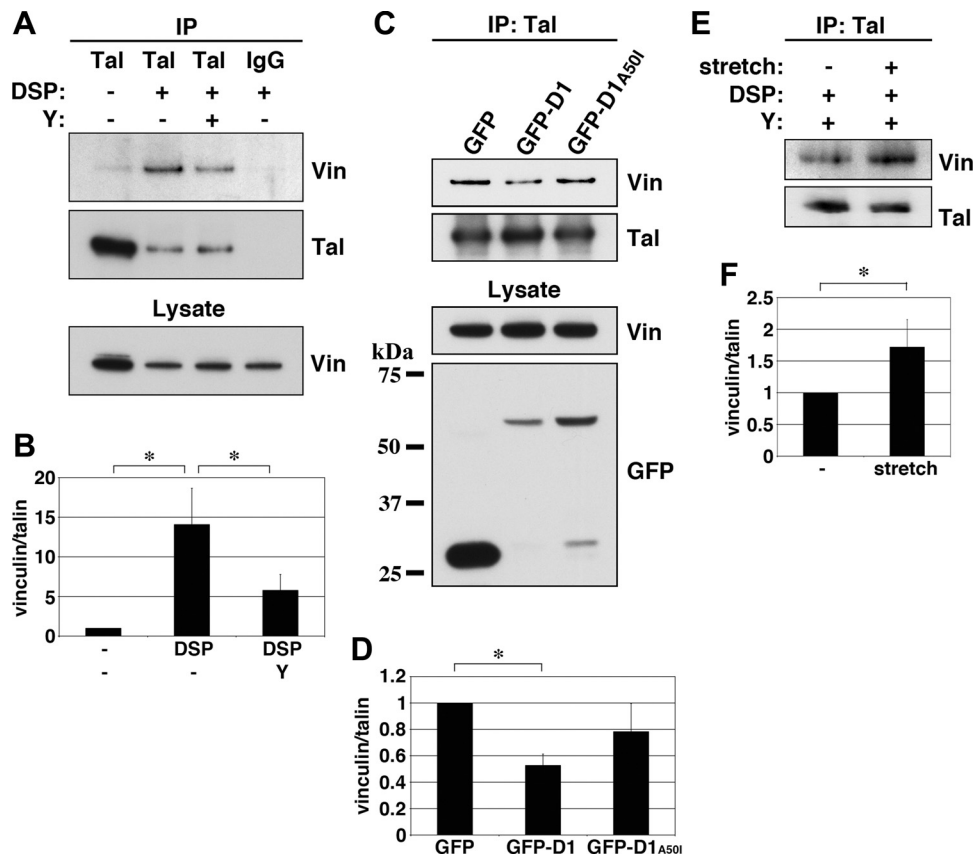 A
IP
Tal Tal Tal IgG
DSP: - + + +
Y: - - + -
Vin
Tal
Lysate
Vin
B
* *
vinculin/talin
20
15
10
5
0
- DSP DSP
- - Y
C
IP: Tal
GFP GFP-D1 GFP-D1A50I
Vin
Tal
Lysate
Vin
kDa
75
50
37
25
GFP
D
*
vinculin/talin
1.2
1
0.8
0.6
0.4
0.2
0
GFP GFP-D1 GFP-D1A50I
E
IP: Tal
stretch: - +
DSP: + +
Y: + +
Vin
Tal
F
*
vinculin/talin
2.5
2
1.5
1
0.5
0
- stretch